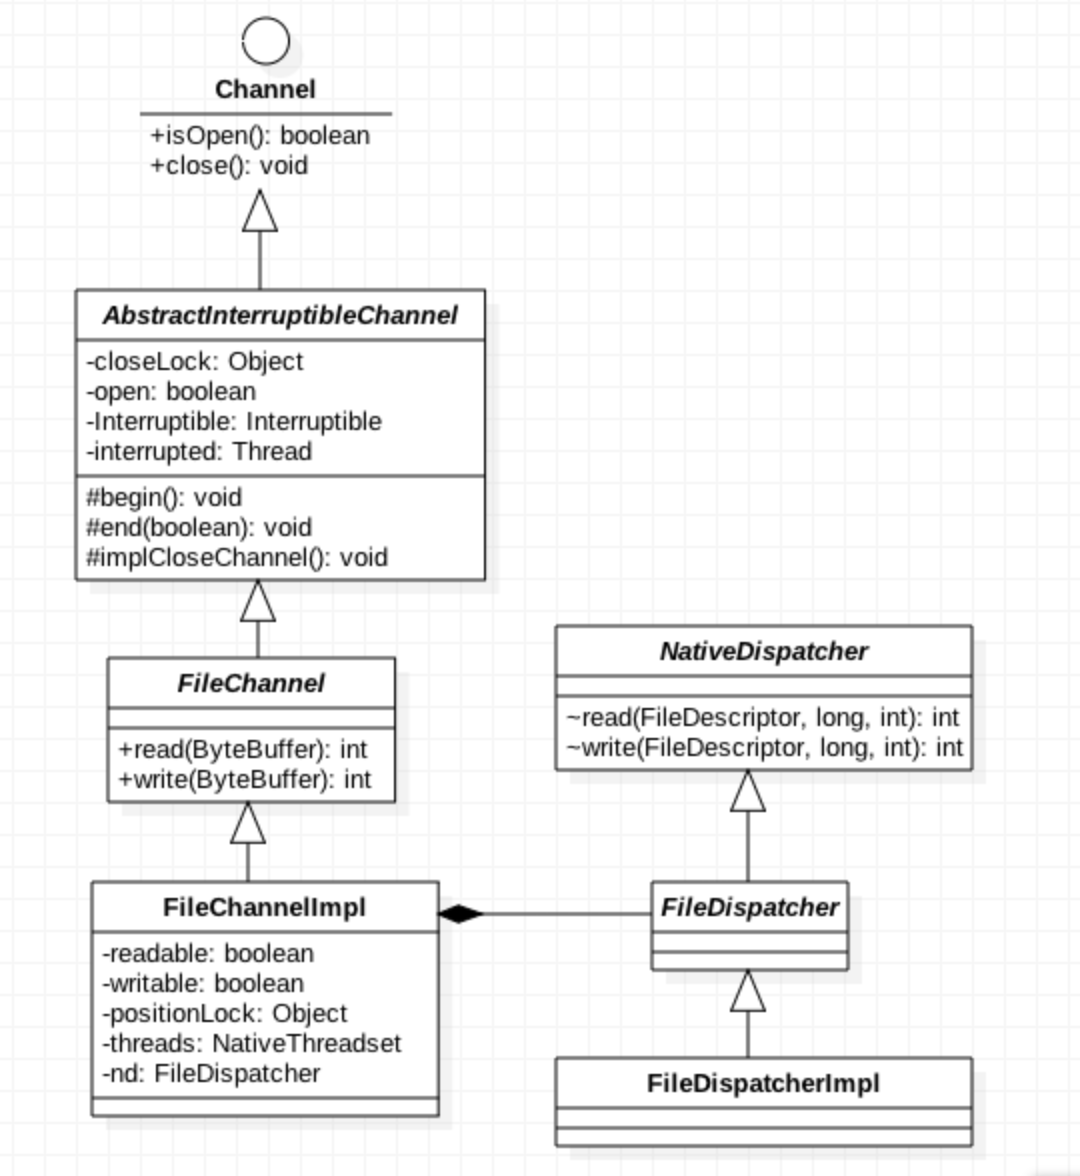 Channel
+isOpen(): boolean
+close(): void
AbstractInterruptibleChannel
-closeLock: Object
-open: boolean
-Interruptible: Interruptible
-interrupted: Thread
#begin(): void
#end(boolean): void
#implCloseChannel(): void
FileChannel
+read(ByteBuffer): int
+write(ByteBuffer): int
NativeDispatcher
~read(FileDescriptor, long, int): int
~write(FileDescriptor, long, int): int
FileChannelImpl
-readable: boolean
-writable: boolean
-positionLock: Object
-threads: NativeThreadset
-nd: FileDispatcher
FileDispatcher
FileDispatcherImpl